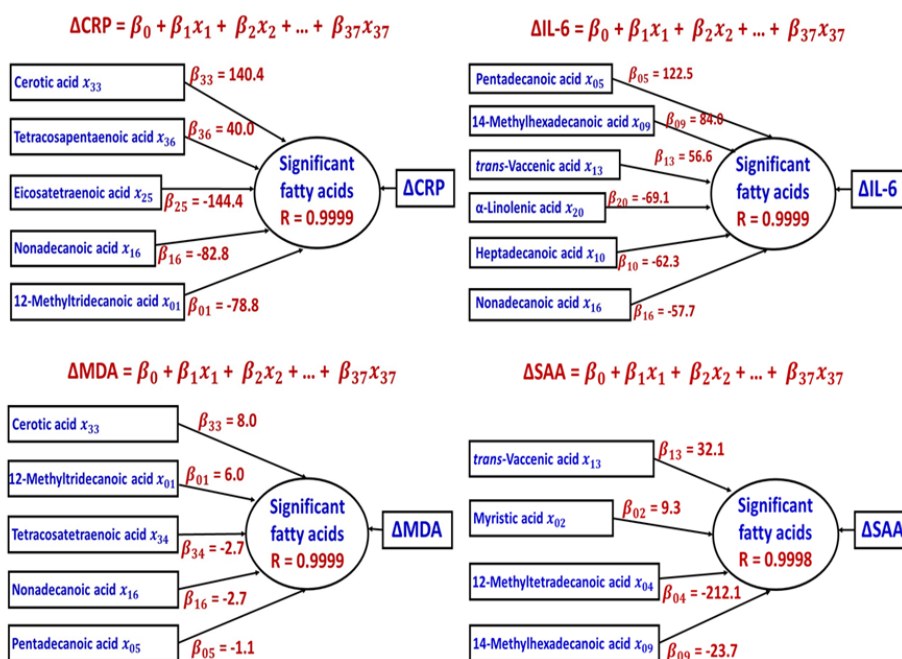 ΔCRP = β₀ + β₁x₁ + β₂x₂ + ... + β₃₇x₃₇
Cerotic acid x₃₃
β₃₃ = 140.4
Tetracosapentaenoic acid x₃₆
β₃₆ = 40.0
Eicosatetraenoic acid x₂₅
β₂₅ = -144.4
Nonadecanoic acid x₁₆
β₁₆ = -82.8
12-Methyltridecanoic acid x₀₁
β₀₁ = -78.8
Significant
fatty acids
R = 0.9999
ΔCRP
ΔIL-6 = β₀ + β₁x₁ + β₂x₂ + ... + β₃₇x₃₇
Pentadecanoic acid x₀₅
β₀₅ = 122.5
14-Methylhexadecanoic acid x₀₉
β₀₉ = 84.0
trans-Vaccenic acid x₁₃
β₁₃ = 56.6
α-Linolenic acid x₂₀
β₂₀ = -69.1
Heptadecanoic acid x₁₀
β₁₀ = -62.3
Nonadecanoic acid x₁₆
β₁₆ = -57.7
Significant
fatty acids
R = 0.9999
ΔIL-6
ΔMDA = β₀ + β₁x₁ + β₂x₂ + ... + β₃₇x₃₇
Cerotic acid x₃₃
β₃₃ = 8.0
12-Methyltridecanoic acid x₀₁
β₀₁ = 6.0
Tetracosatetraenoic acid x₃₄
β₃₄ = -2.7
Nonadecanoic acid x₁₆
β₁₆ = -2.7
Pentadecanoic acid x₀₅
β₀₅ = -1.1
Significant
fatty acids
R = 0.9999
ΔMDA
ΔSAA = β₀ + β₁x₁ + β₂x₂ + ... + β₃₇x₃₇
trans-Vaccenic acid x₁₃
β₁₃ = 32.1
Myristic acid x₀₂
β₀₂ = 9.3
12-Methyltetradecanoic acid x₀₄
β₀₄ = -212.1
14-Methylhexadecanoic acid x₀₉
β₀₉ = -23.7
Significant
fatty acids
R = 0.9998
ΔSAA